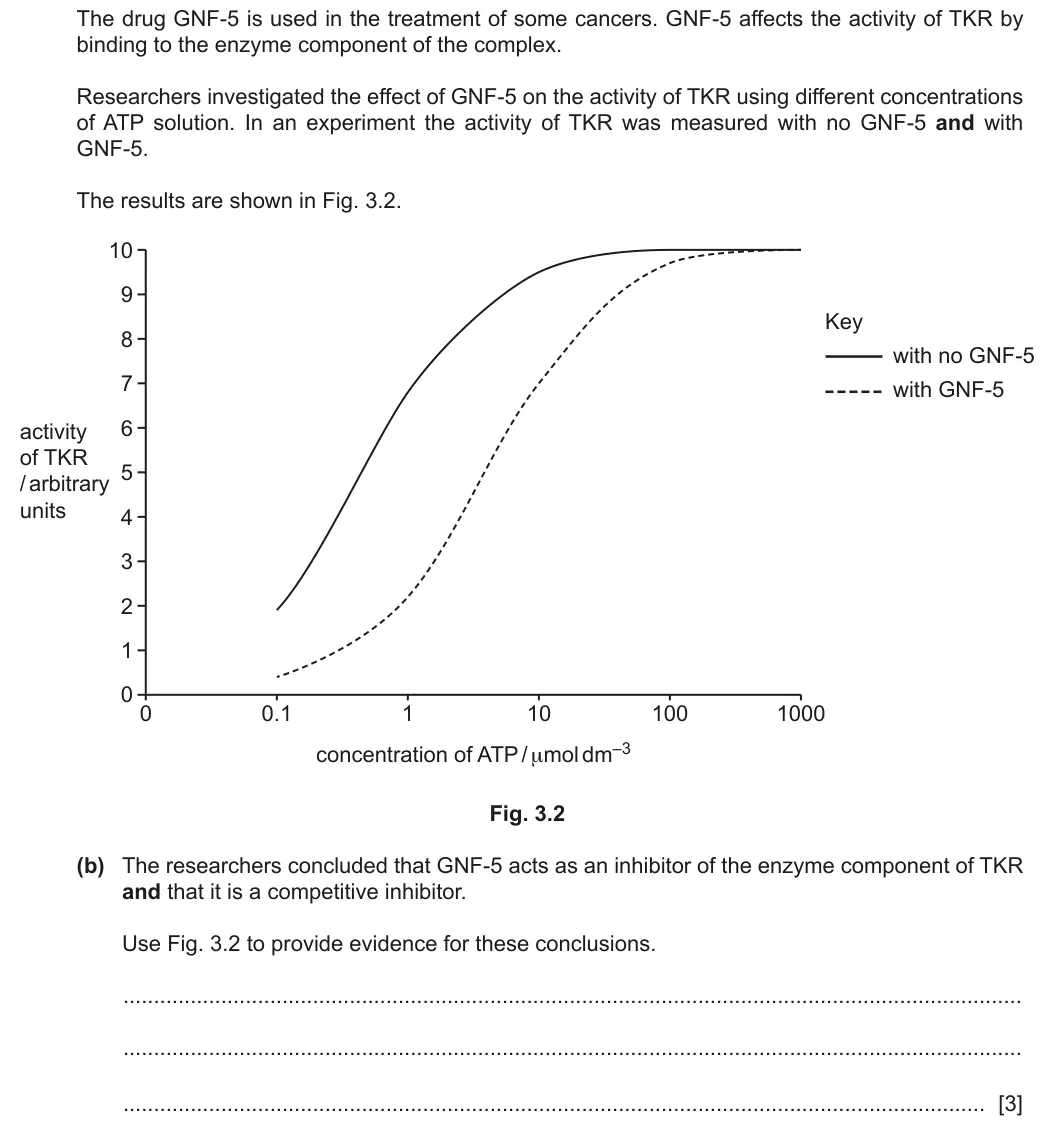 The drug GNF-5 is used in the treatment of some cancers. GNF-5 affects the activity of TKR by
binding to the enzyme component of the complex.
Researchers investigated the effect of GNF-5 on the activity of TKR using different concentrations
of ATP solution. In an experiment the activity of TKR was measured with no GNF-5 and with
GNF-5.
The results are shown in Fig. 3.2.
10
9
8
7
6
5
4
3
2
1
0
activity
of TKR
/ arbitrary
units
0 0.1 1 10 100 1000
concentration of ATP / μmol dm⁻³
Key
with no GNF-5
with GNF-5
Fig. 3.2
(b) The researchers concluded that GNF-5 acts as an inhibitor of the enzyme component of TKR
and that it is a competitive inhibitor.
Use Fig. 3.2 to provide evidence for these conclusions.
[3]